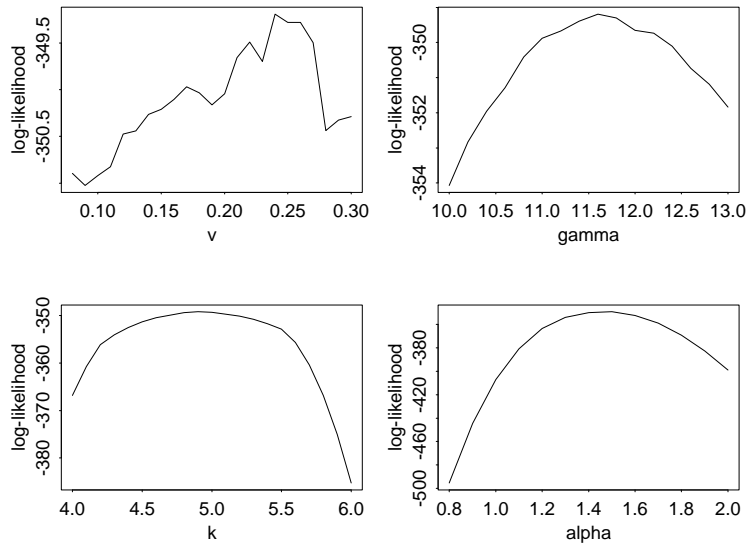 log-likelihood
-349.5
-350.5
0.10 0.15 0.20 0.25 0.30
v
log-likelihood
-350
-352
-354
10.0 10.5 11.0 11.5 12.0 12.5 13.0
gamma
log-likelihood
-350
-360
-370
-380
4.0 4.5 5.0 5.5 6.0
k
log-likelihood
-380
-420
-460
-500
0.8 1.0 1.2 1.4 1.6 1.8 2.0
alpha